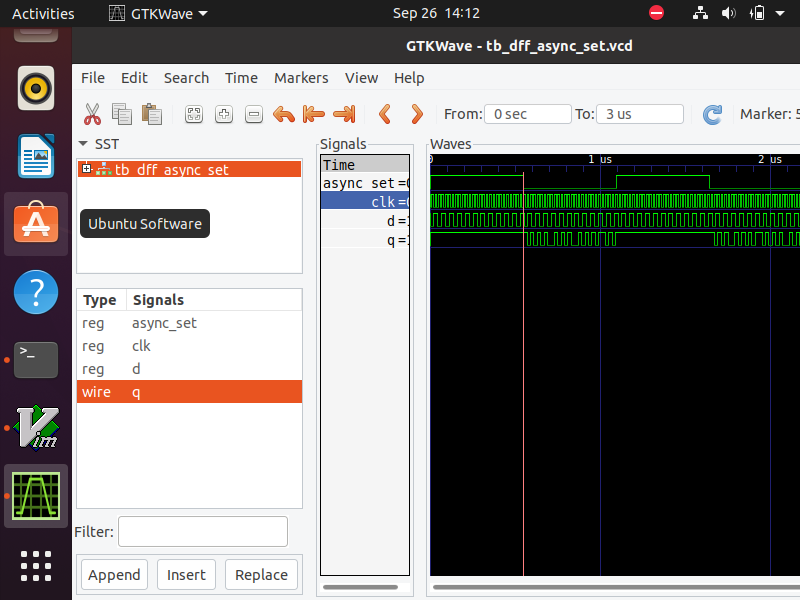 Activities GTKWave Sep 26 14:12
GTKWave - tb_dff_async_set.vcd
File Edit Search Time Markers View Help
From: 0 sec To: 3 us Marker: 5
SST
tb_dff_async_set
Ubuntu Software
Type Signals
reg async_set
reg clk
reg d
wire q
Filter:
Append Insert Replace
Signals
Time
async_set=0
clk=0
d=1
q=1
Waves
0 1 us 2 us
>_
Vim
?